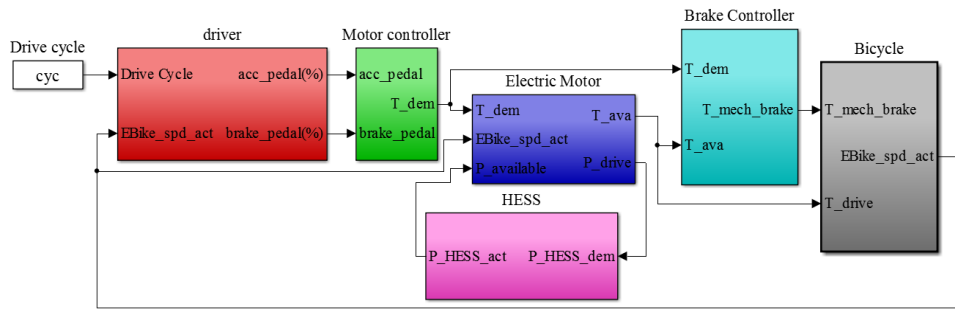 Drive cycle
cyc
driver
Drive Cycle
acc_pedal(%)
EBike_spd_act
brake_pedal(%)
Motor controller
acc_pedal
T_dem
brake_pedal
Electric Motor
T_dem
T_ava
EBike_spd_act
P_available
P_drive
HESS
P_HESS_act
P_HESS_dem
Brake Controller
T_dem
T_mech_brake
T_ava
Bicycle
T_mech_brake
EBike_spd_act
T_drive